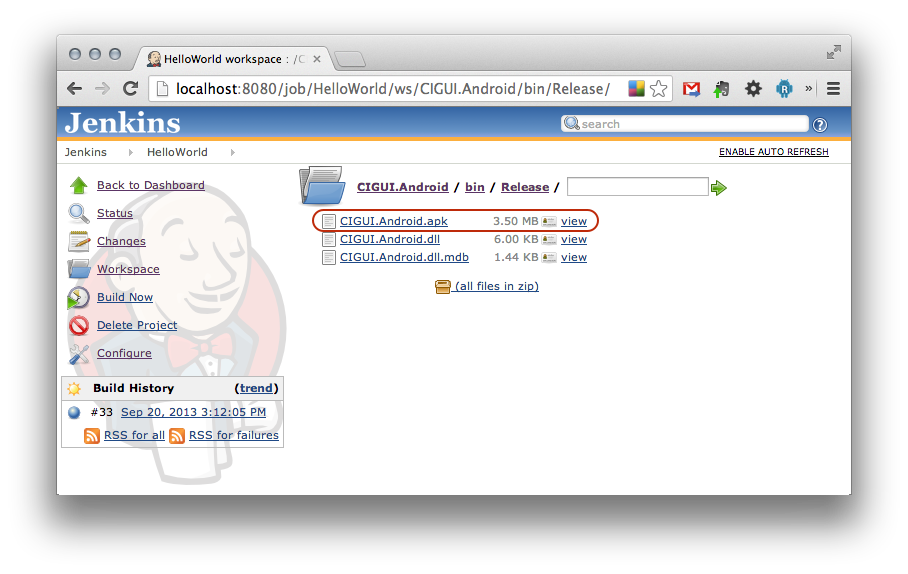 HelloWorld workspace : /C
localhost:8080/job/HelloWorld/ws/CIGUI.Android/bin/Release/
Jenkins
search
Jenkins HelloWorld
ENABLE AUTO REFRESH
Back to Dashboard
Status
Changes
Workspace
Build Now
Delete Project
Configure
Build History (trend)
#33 Sep 20, 2013 3:12:05 PM
RSS for all RSS for failures
CIGUI.Android / bin / Release /
CIGUI.Android.apk 3.50 MB view
CIGUI.Android.dll 6.00 KB view
CIGUI.Android.dll.mdb 1.44 KB view
(all files in zip)